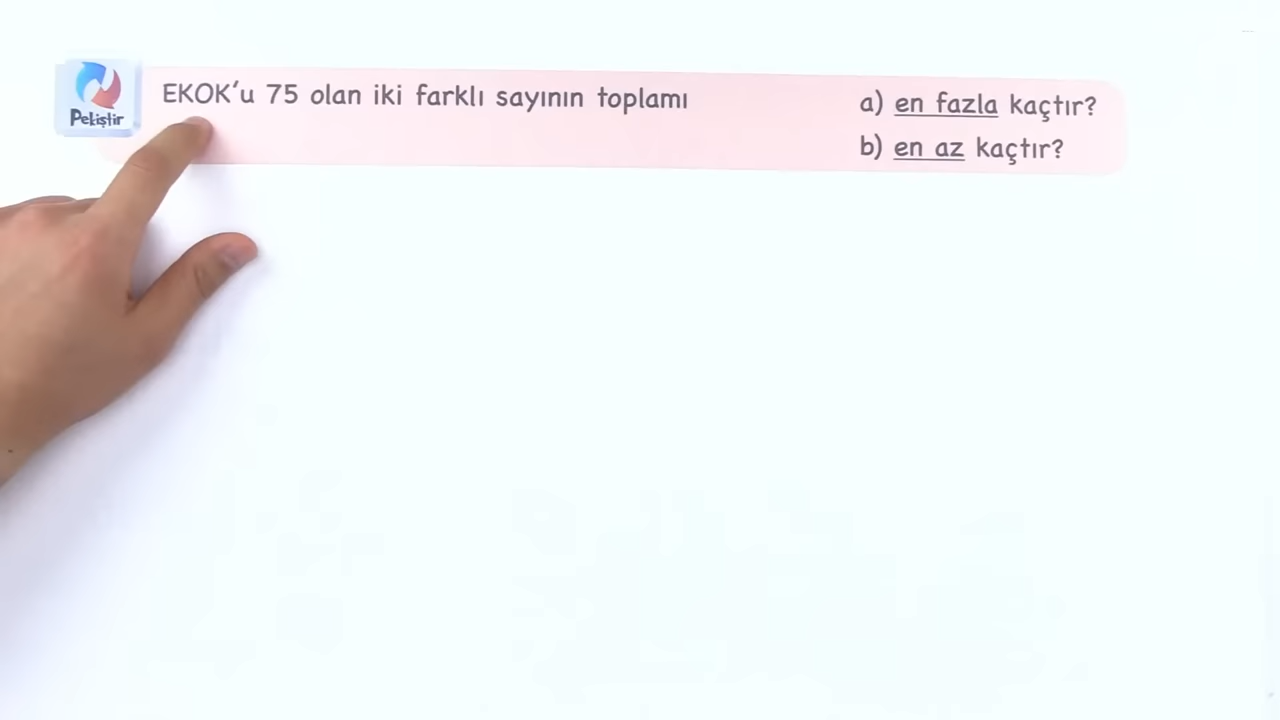 Pekiştir
EKOK'u 75 olan iki farklı sayının toplamı
a) en fazla kaçtır?
b) en az kaçtır?